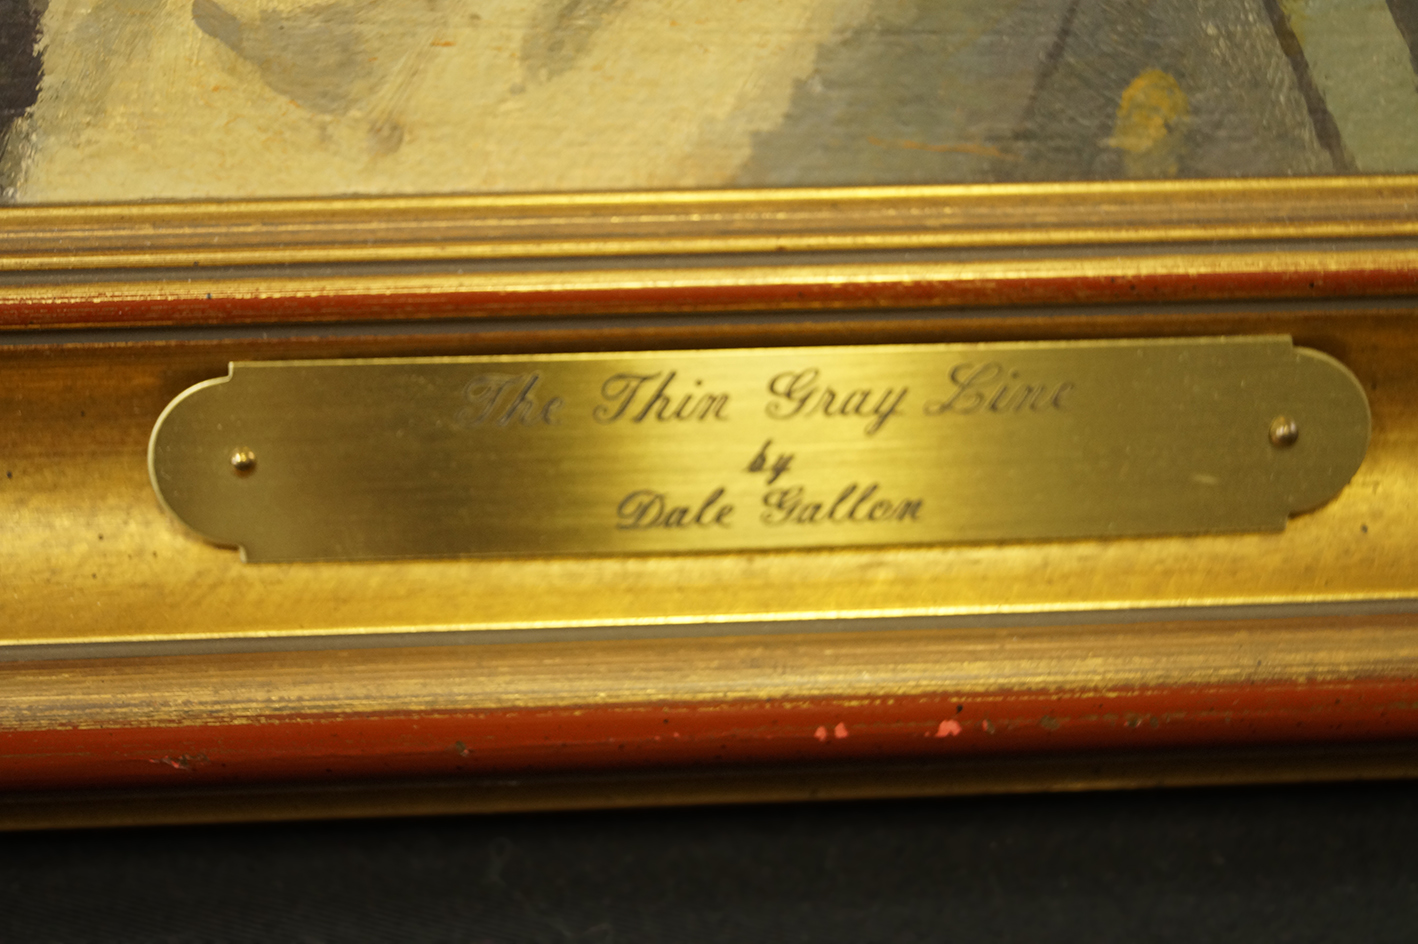 The Thin Gray Line
by
Dale Gallon